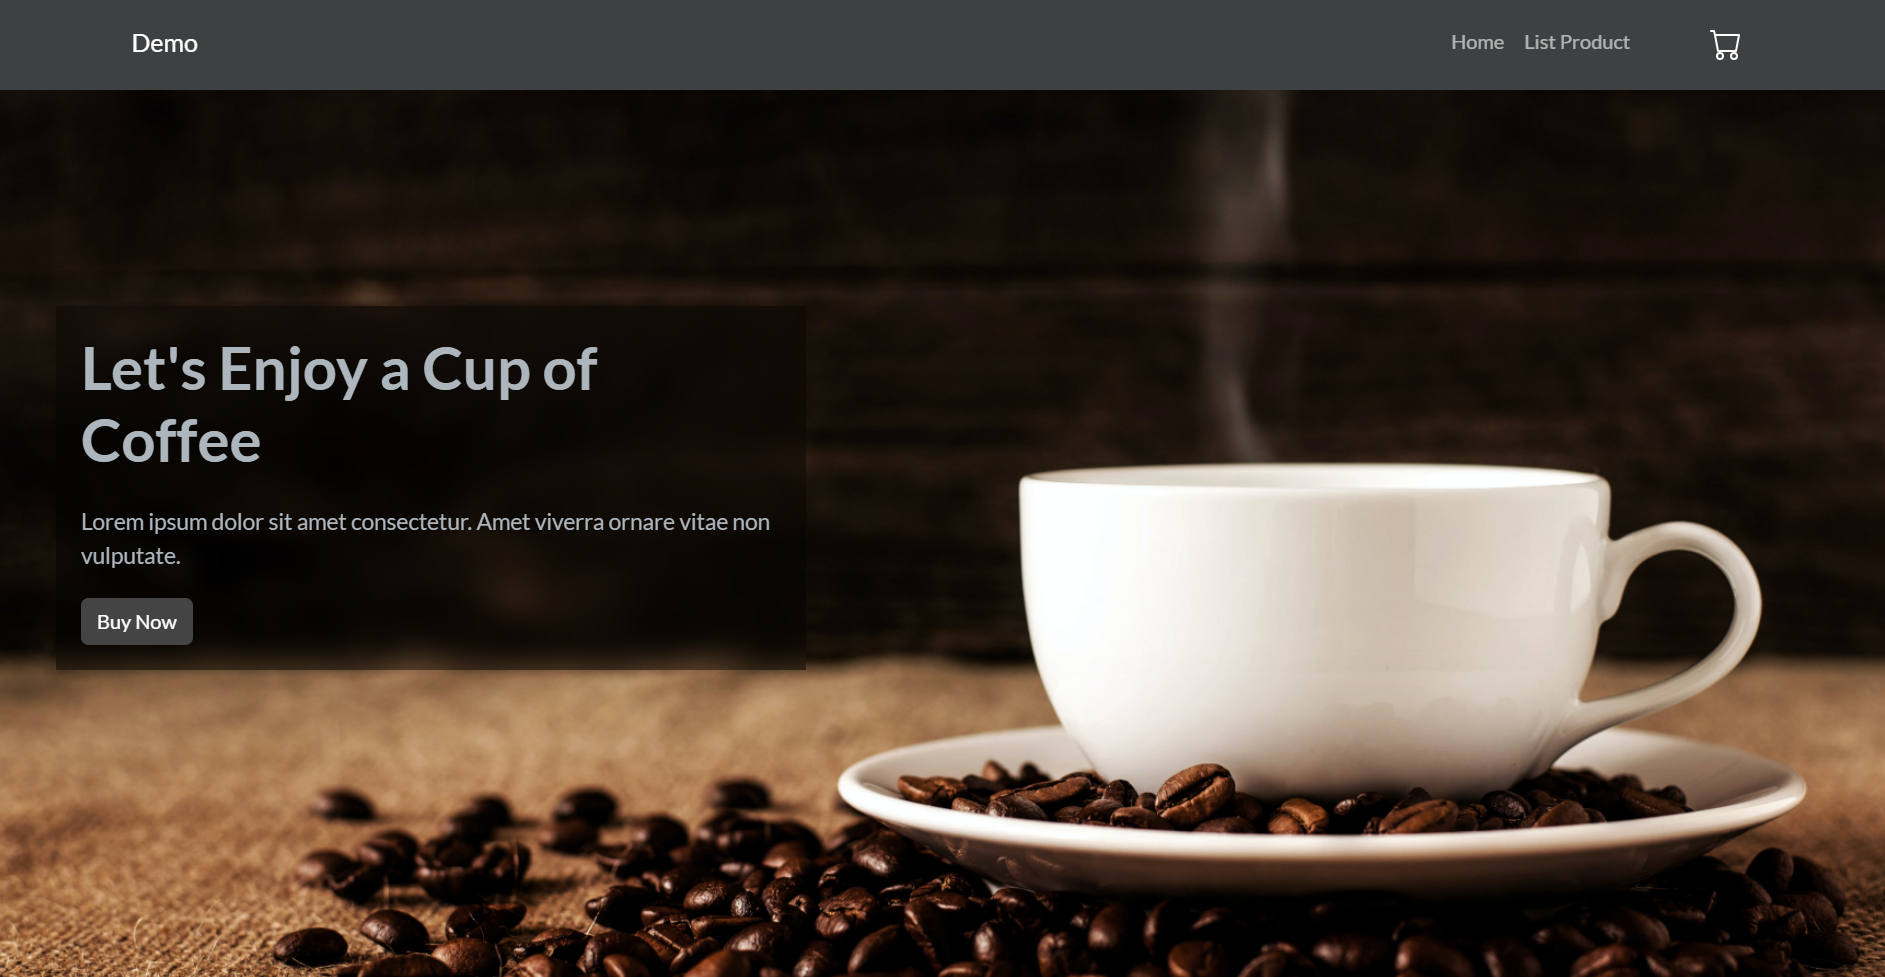 Demo
Home List Product
Let's Enjoy a Cup of
Coffee
Lorem ipsum dolor sit amet consectetur. Amet viverra ornare vitae non
vulputate.
Buy Now